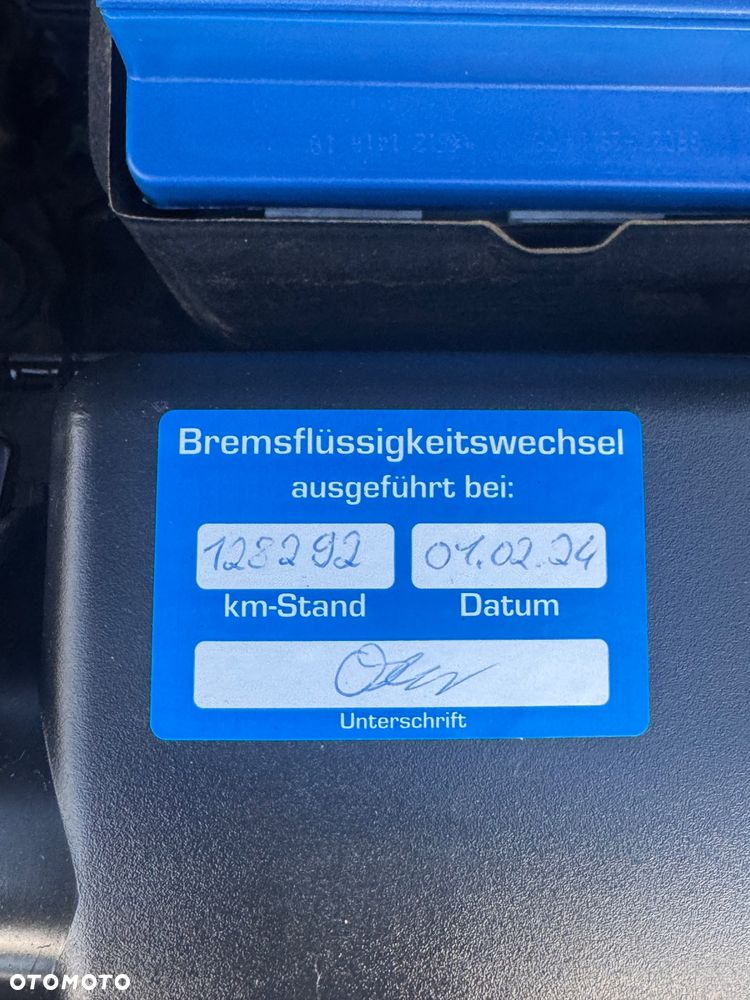 Bremsflüssigkeitswechsel
ausgeführt bei:
128292 01.02.24
km-Stand Datum
Unterschrift
OTOMOTO